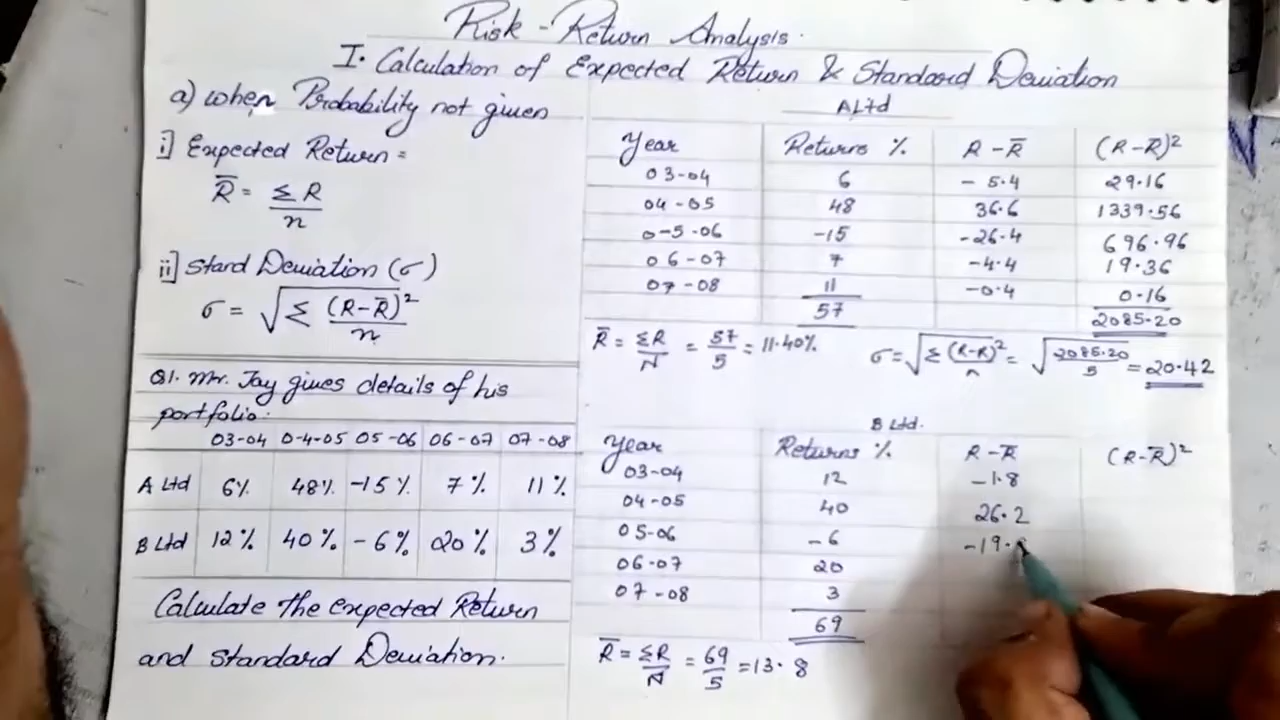 Risk - Return Analysis.
I. Calculation of Expected Return & Standard Deviation
a) when Probability not given
i] Expected Return =
R̅ = Σ R / n
ii] Stard Deviation (σ)
σ = √Σ (R-R̅)² / n
Q1. Mr. Jay gives details of his
portfolio:
03-04 0-4-05 05-06 06-07 07-08
A Ltd 6% 48% -15% 7% 11%
B Ltd 12% 40% -6% 20% 3%
Calculate the expected Return
and standard Deviation.
A Ltd
Year Returns % R-R̅ (R-R̅)²
03-04 6 -5.4 29.16
04-05 48 36.6 1339.56
0-5-06 -15 -26.4 696.96
06-07 7 -4.4 19.36
07-08 11 -0.4 0.16
57 2085.20
R̅ = ΣR / N = 57 / 5 = 11.40% σ = √Σ (R-R̅)² / n = √2085.20 / 5 = 20.42
B Ltd.
Year Returns % R-R̅ (R-R̅)²
03-04 12 -1.8
04-05 40 26.2
05-06 -6 -19.
06-07 20
07-08 3
69
R̅ = ΣR / N = 69 / 5 = 13.8